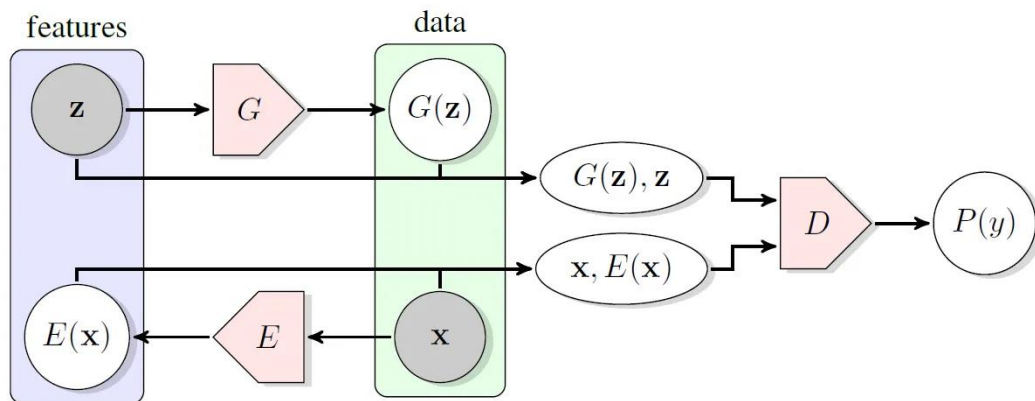 features
data
z
G
G(z)
G(z), z
D
P(y)
x, E(x)
E(x)
E
x